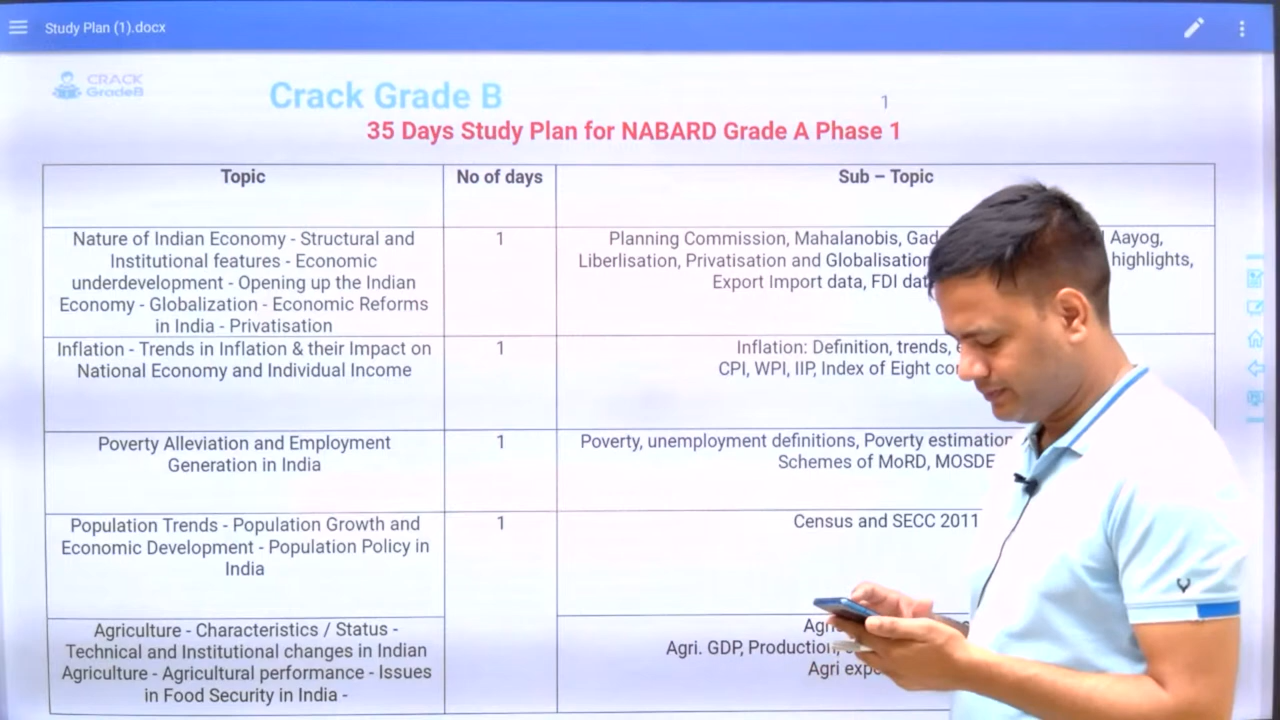 Study Plan (1).docx
CRACK
GradeB
Crack Grade B
1
35 Days Study Plan for NABARD Grade A Phase 1
Topic
No of days
Sub – Topic
Nature of Indian Economy - Structural and
Institutional features - Economic
underdevelopment - Opening up the Indian
Economy - Globalization - Economic Reforms
in India - Privatisation
1
Planning Commission, Mahalanobis, Aayog,
Liberlisation, Privatisation and highlights,
Export Import data, FDI
Inflation - Trends in Inflation & their Impact on
National Economy and Individual Income
1
Inflation: Definition, trends,
CPI, WPI, IIP, Index of Eight
Poverty Alleviation and Employment
Generation in India
1
Poverty, unemployment definitions, Poverty
Schemes of MoRD,
Population Trends - Population Growth and
Economic Development - Population Policy in
India
1
Census and SECC 2011
Agriculture - Characteristics / Status -
Technical and Institutional changes in Indian
Agriculture - Agricultural performance - Issues
in Food Security in India -
Agri. GDP, Production,
Agri